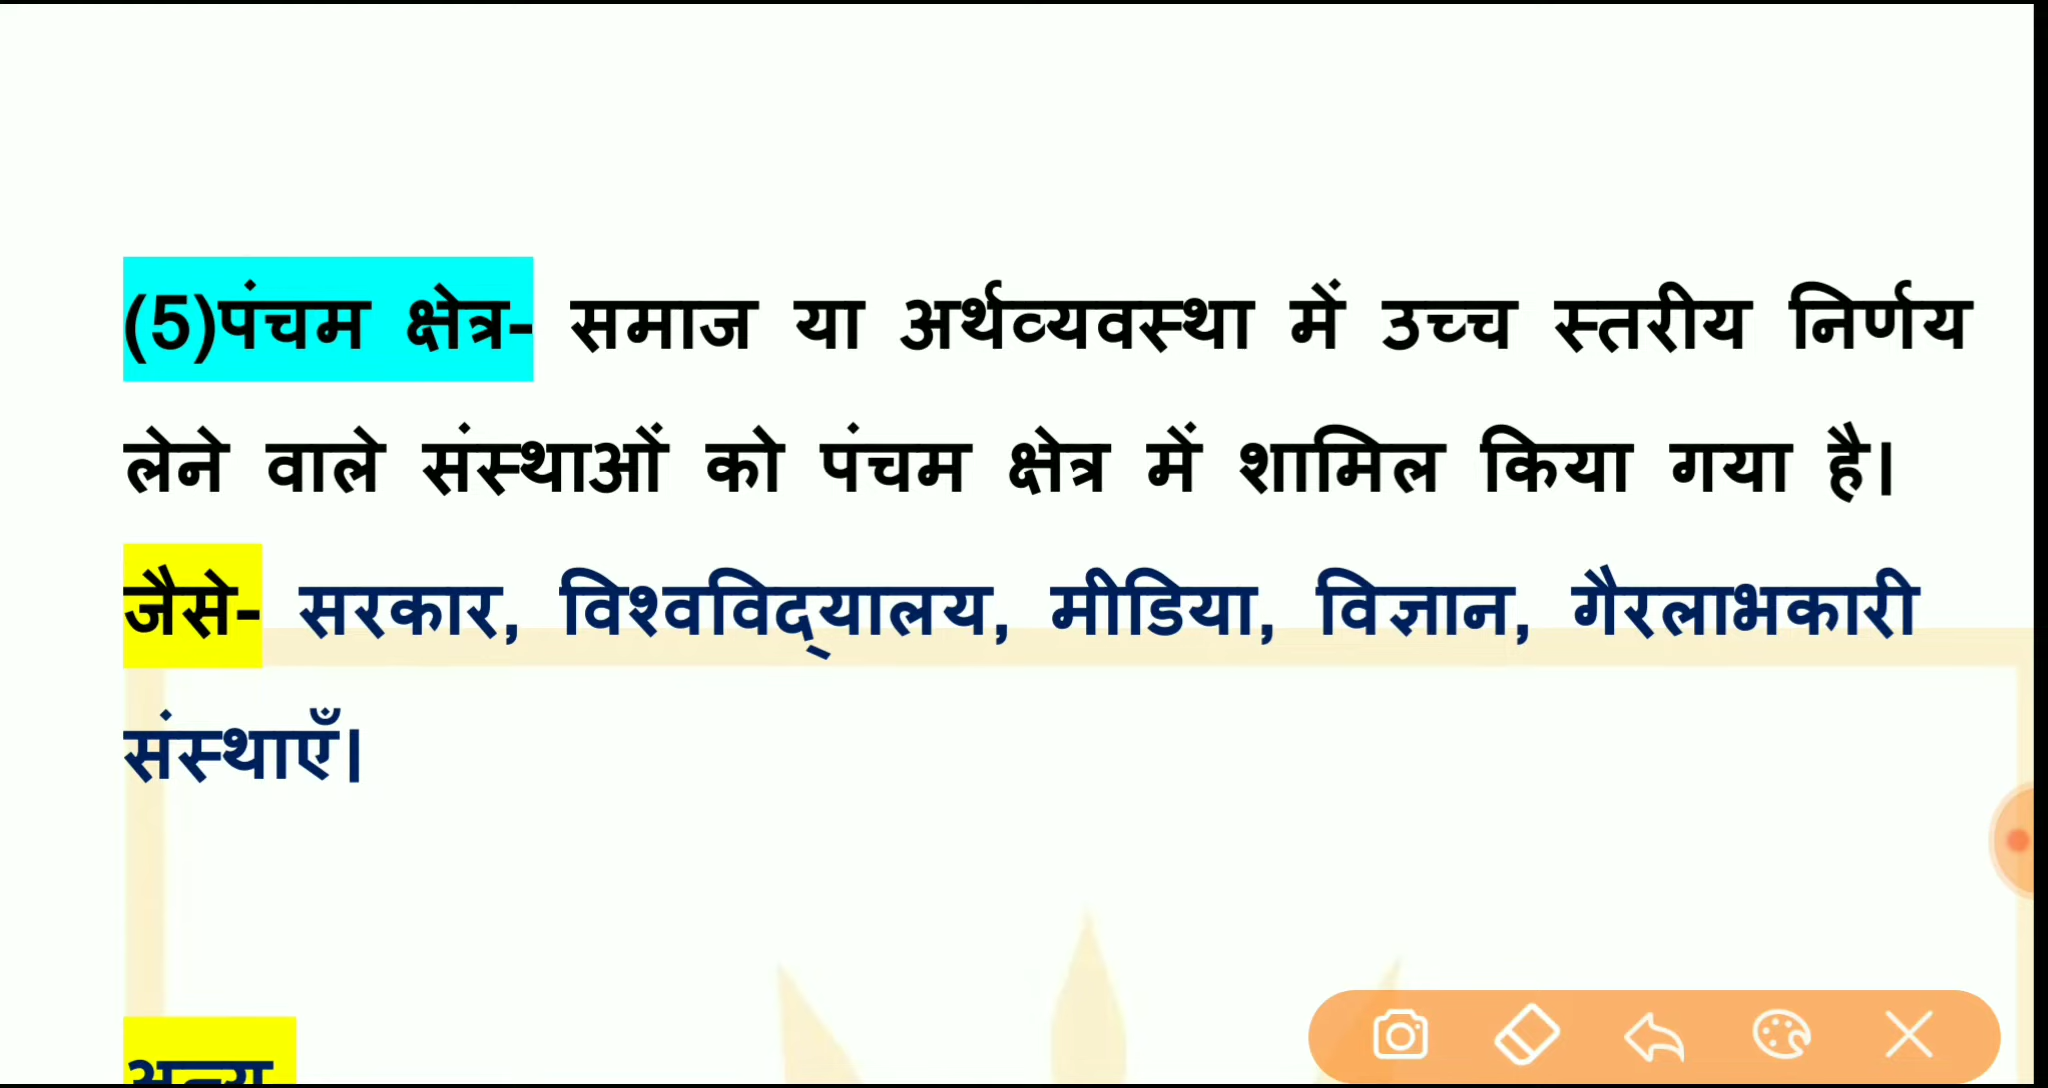 (5)पंचम क्षेत्र- समाज या अर्थव्यवस्था में उच्च स्तरीय निर्णय
लेने वाले संस्थाओं को पंचम क्षेत्र में शामिल किया गया है।
जैसे- सरकार, विश्वविद्‌यालय, मीडिया, विज्ञान, गैरलाभकारी
संस्थाएँ।